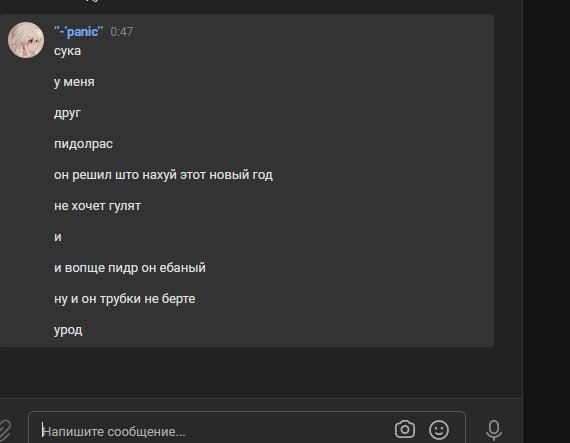 "-'panic" 0:47
сука
у меня
друг
пидолрас
он решил што нахуй этот новый год
не хочет гулят
и
и вопще пидр он ебаный
ну и он трубки не берте
урод
Напишите сообщение...